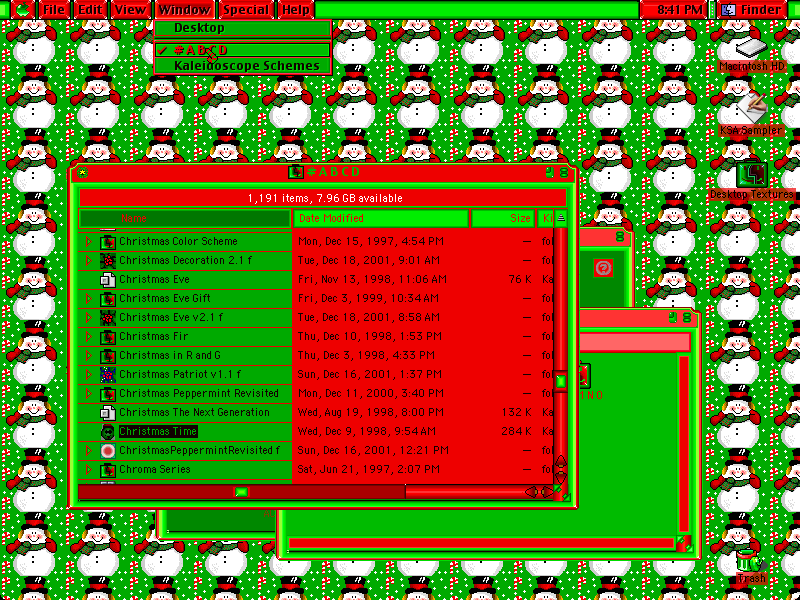 File Edit View Window Special Help 8:41 PM Finder
Desktop
#ABCD
Kaleidoscope Schemes
Macintosh HD
KSA Sampler
Desktop Textures
#ABCD
1,191 items, 7.96 GB available
Name Date Modified Size Ki
Christmas Color Scheme Mon, Dec 15, 1997, 4:54 PM — fol
Christmas Decoration 2.1 f Tue, Dec 18, 2001, 9:01 AM — fol
Christmas Eve Fri, Nov 13, 1998, 11:06 AM 76 K Ka
Christmas Eve Gift Fri, Dec 3, 1999, 10:34 AM — fol
Christmas Eve v2.1 f Tue, Dec 18, 2001, 8:58 AM — fol
Christmas Fir Thu, Dec 10, 1998, 1:53 PM — fol
Christmas in R and G Thu, Dec 3, 1998, 4:33 PM — fol
Christmas Patriot v1.1 f Sun, Dec 16, 2001, 1:37 PM — fol
Christmas Peppermint Revisited Mon, Dec 11, 2000, 3:40 PM — fol
Christmas The Next Generation Wed, Aug 19, 1998, 8:00 PM 132 K Ka
Christmas Time Wed, Dec 9, 1998, 9:54 AM 284 K Ka
ChristmasPeppermintRevisited f Sun, Dec 16, 2001, 12:21 PM — fol
Chroma Series Sat, Jun 21, 1997, 2:07 PM — fol
Trash